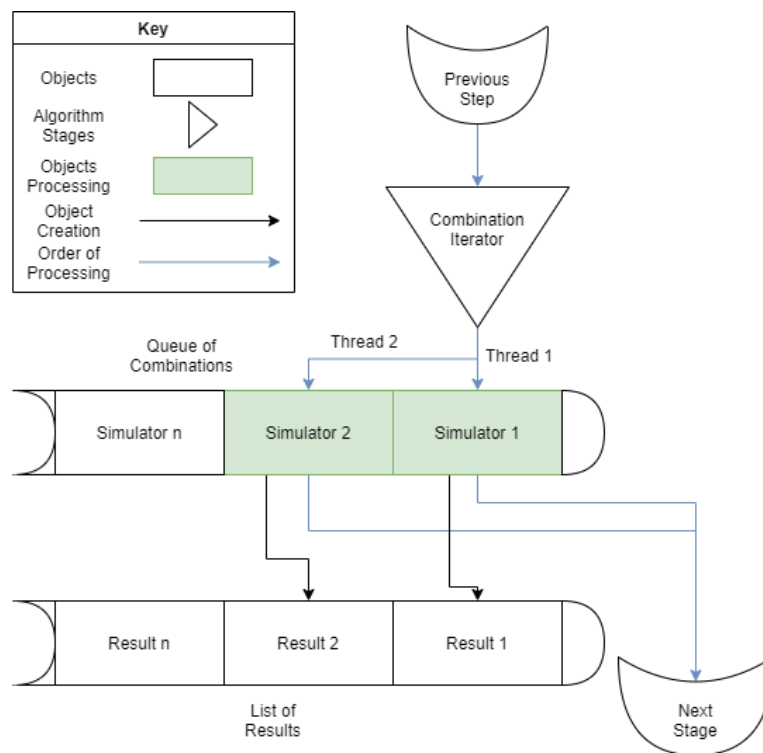 Key
Objects
Algorithm
Stages
Objects
Processing
Object
Creation
Order of
Processing
Previous
Step
Combination
Iterator
Thread 2
Thread 1
Queue of
Combinations
Simulator n
Simulator 2
Simulator 1
Result n
Result 2
Result 1
List of
Results
Next
Stage